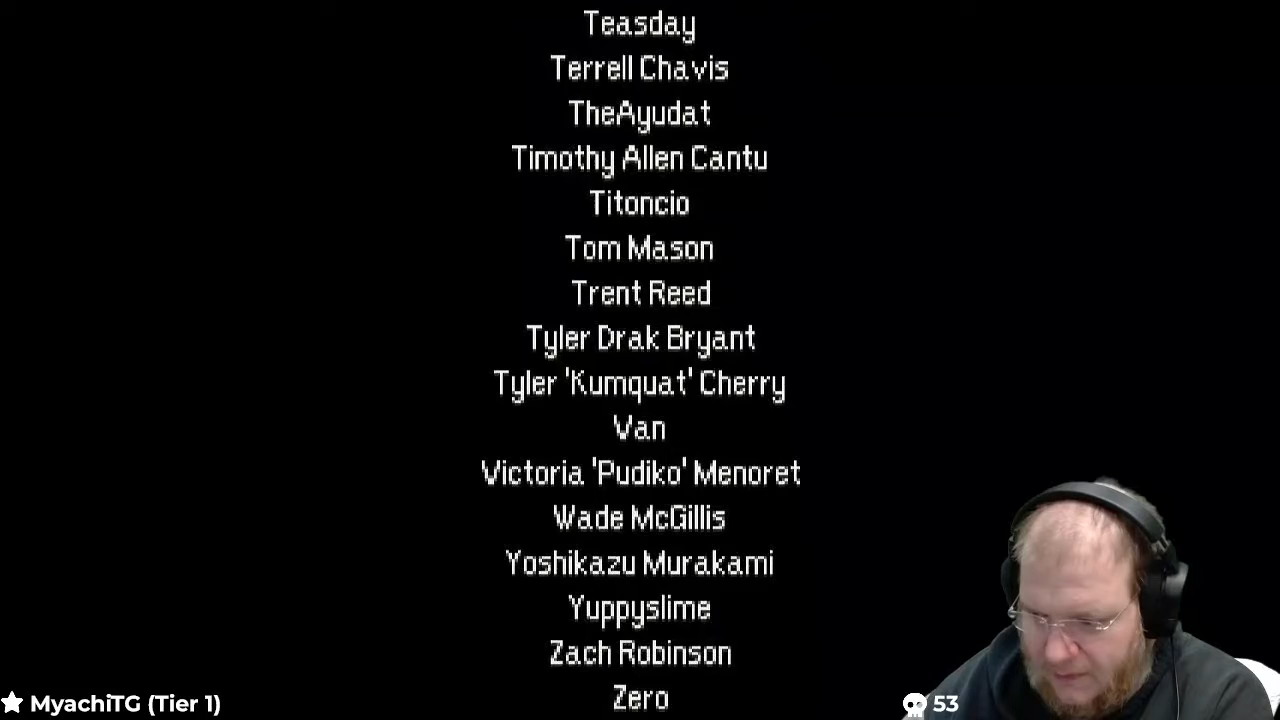 Teasday
Terrell Chavis
TheAyudat
Timothy Allen Cantu
Titoncio
Tom Mason
Trent Reed
Tyler Drak Bryant
Tyler 'Kumquat' Cherry
Van
Victoria 'Pudiko' Menoret
Wade McGillis
Yoshikazu Murakami
Yuppyslime
Zach Robinson
Zero
MyachiTG (Tier 1)
53